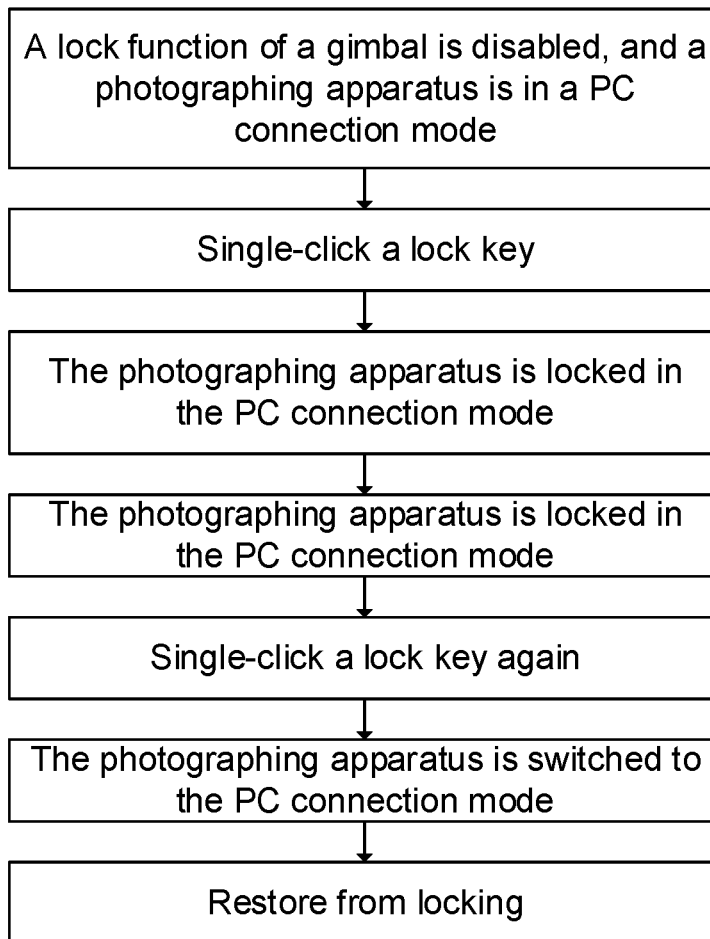 A lock function of a gimbal is disabled, and a
photographing apparatus is in a PC
connection mode
Single-click a lock key
The photographing apparatus is locked in
the PC connection mode
The photographing apparatus is locked in
the PC connection mode
Single-click a lock key again
The photographing apparatus is switched to
the PC connection mode
Restore from locking